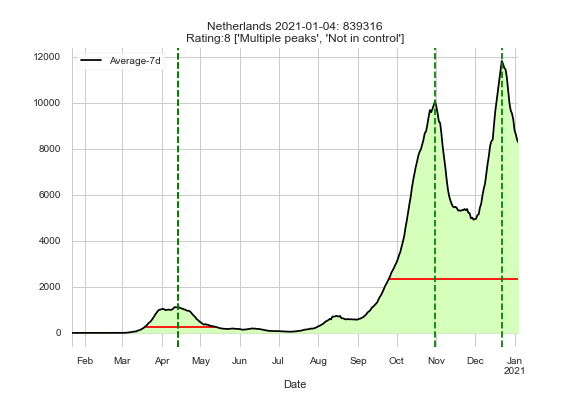 Netherlands 2021-01-04: 839316
Rating:8 ['Multiple peaks', 'Not in control']
Average-7d
12000
10000
8000
6000
4000
2000
0
Feb Mar Apr May Jun Jul Aug Sep Oct Nov Dec Jan
2021
Date